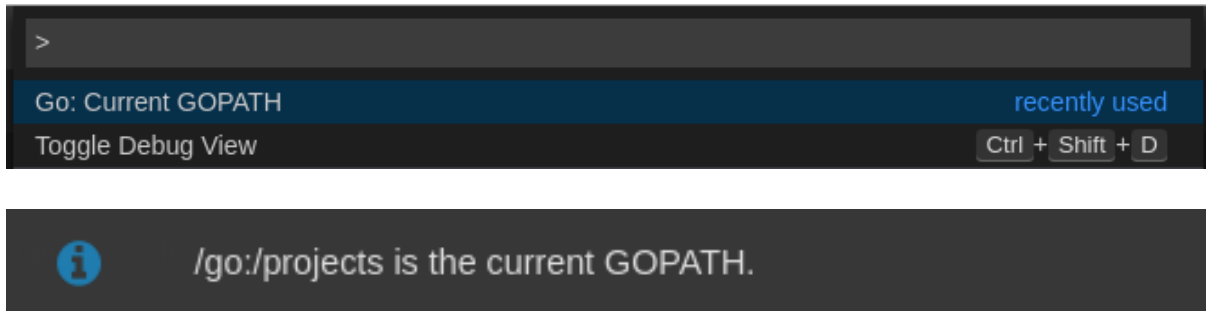 >
Go: Current GOPATH recently used
Toggle Debug View Ctrl + Shift + D
/go:/projects is the current GOPATH.